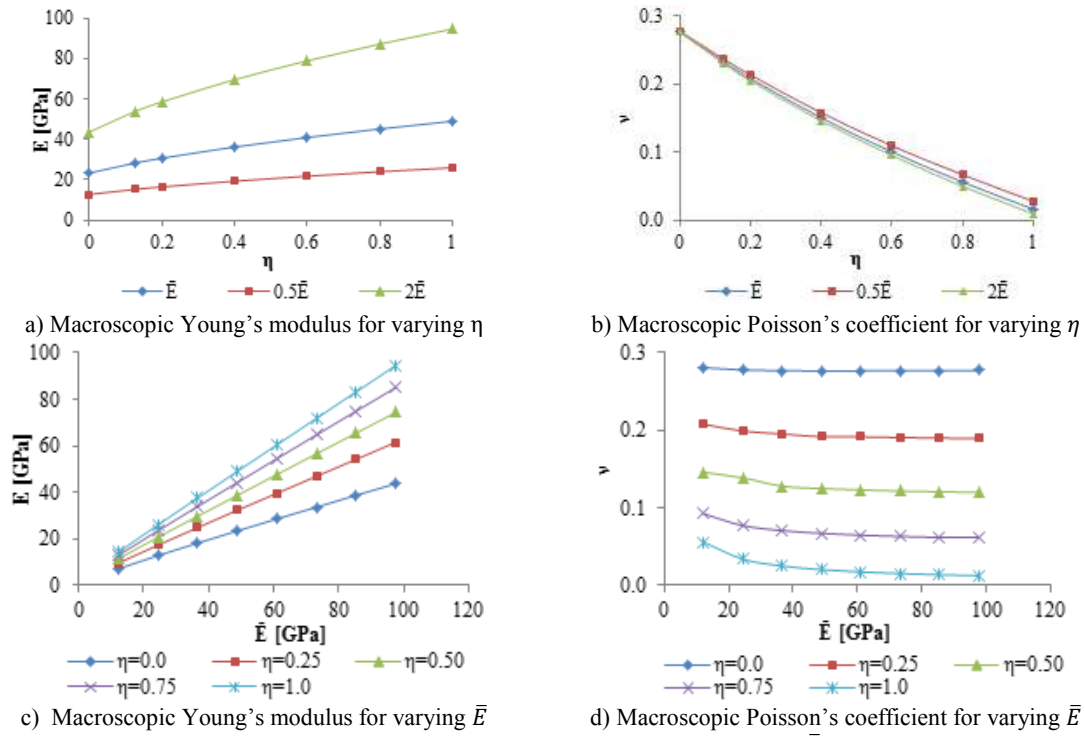 100
80
60
40
20
0
E [GPa]
0 0.2 0.4 0.6 0.8 1
η
Ē 0.5Ē 2Ē
a) Macroscopic Young's modulus for varying η
0.3
0.2
0.1
0.0
ν
0 0.2 0.4 0.6 0.8 1
η
Ē 0.5Ē 2Ē
b) Macroscopic Poisson's coefficient for varying η
100
80
60
40
20
0
E [GPa]
0 20 40 60 80 100 120
Ē [GPa]
η=0.0 η=0.25 η=0.50
η=0.75 η=1.0
c) Macroscopic Young's modulus for varying Ē
0.3
0.2
0.1
0.0
ν
0 20 40 60 80 100 120
Ē [GPa]
η=0.0 η=0.25 η=0.50
η=0.75 η=1.0
d) Macroscopic Poisson's coefficient for varying Ē